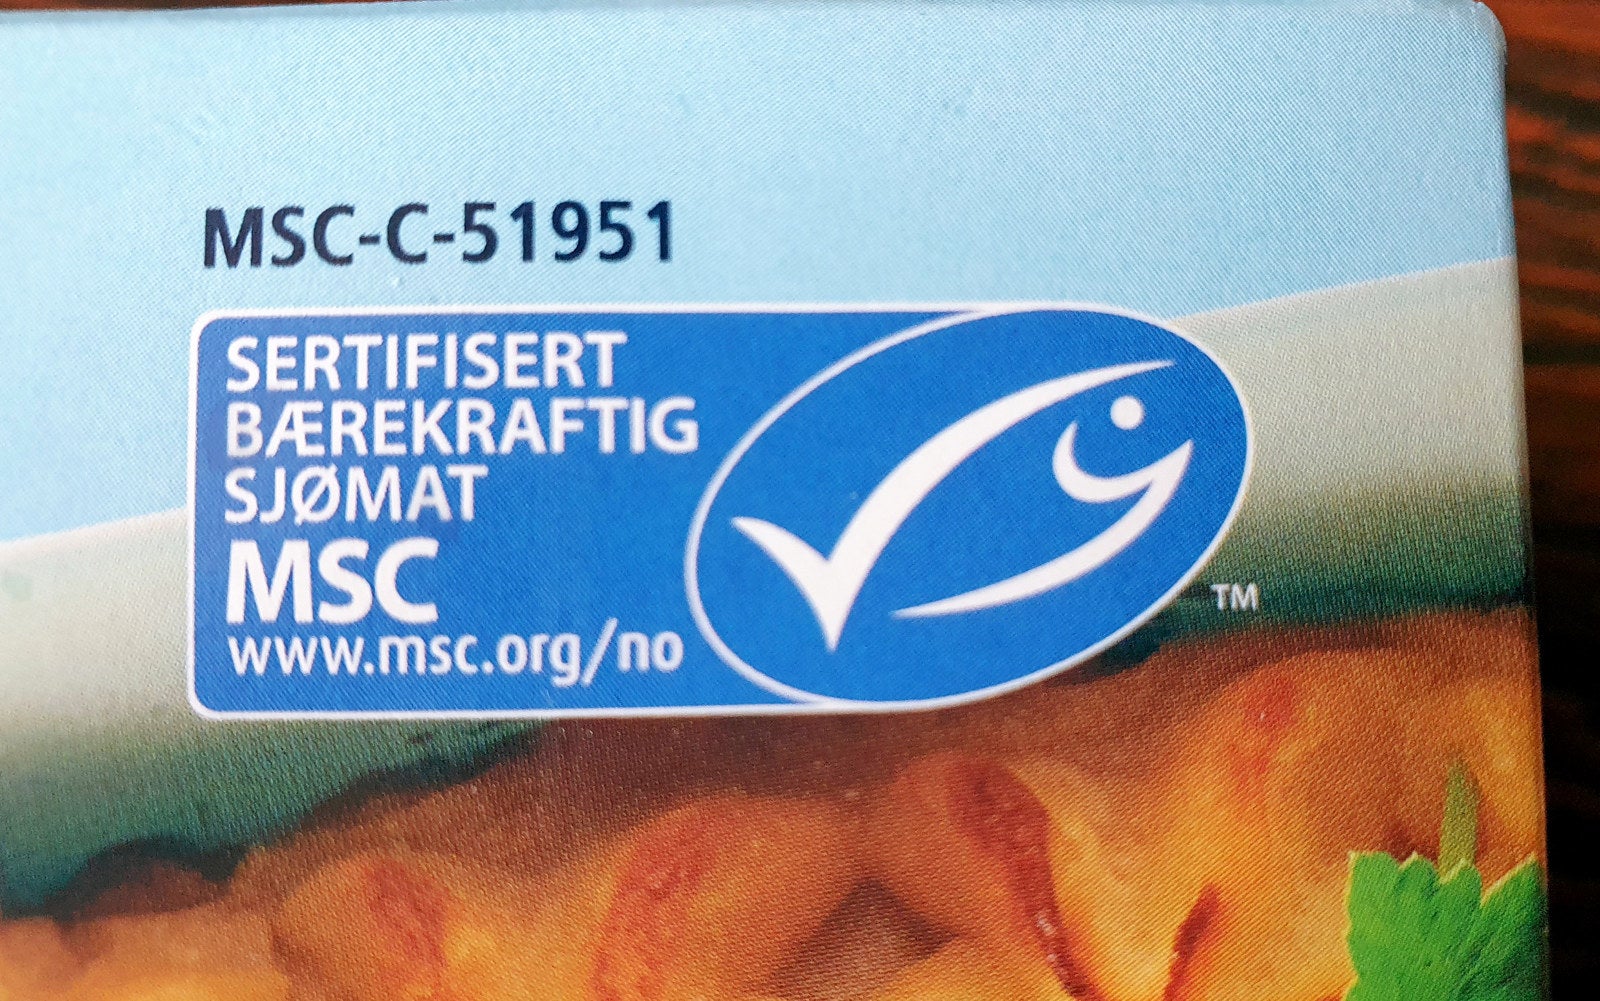 MSC-C-51951
SERTIFISERT
BÆREKRAFTIG
SJØMAT
MSC
www.msc.org/no
TM